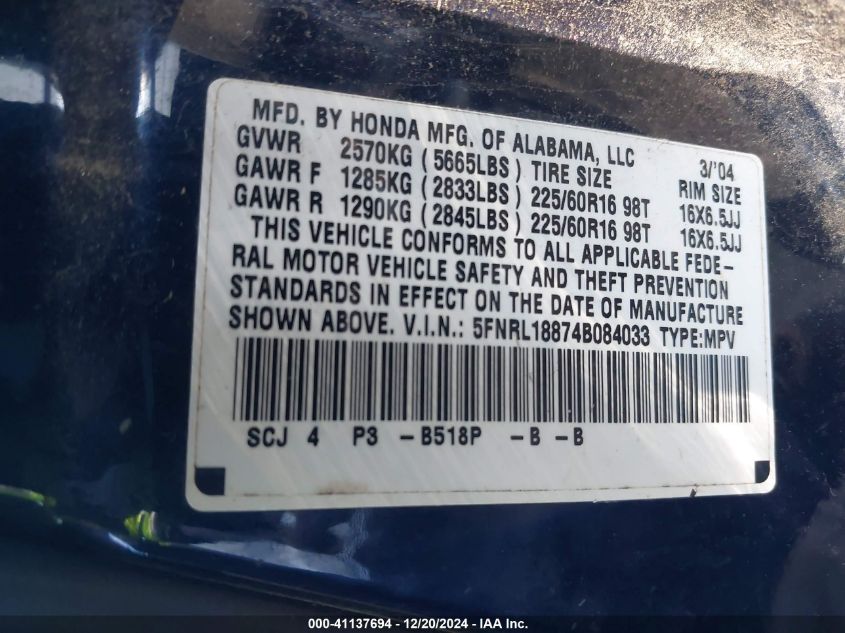 MFD. BY HONDA MFG. OF ALABAMA, LLC 3/'04
GVWR 2570KG (5665LBS) TIRE SIZE RIM SIZE
GAWR F 1285KG (2833LBS) 225/60R16 98T 16X6.5JJ
GAWR R 1290KG (2845LBS) 225/60R16 98T 16X6.5JJ
THIS VEHICLE CONFORMS TO ALL APPLICABLE FEDE-
RAL MOTOR VEHICLE SAFETY AND THEFT PREVENTION
STANDARDS IN EFFECT ON THE DATE OF MANUFACTURE
SHOWN ABOVE. V.I.N.: 5FNRL18874B084033 TYPE:MPV
SCJ 4 P3 -B518P -B -B
000-41137694 - 12/20/2024 - IAA Inc.